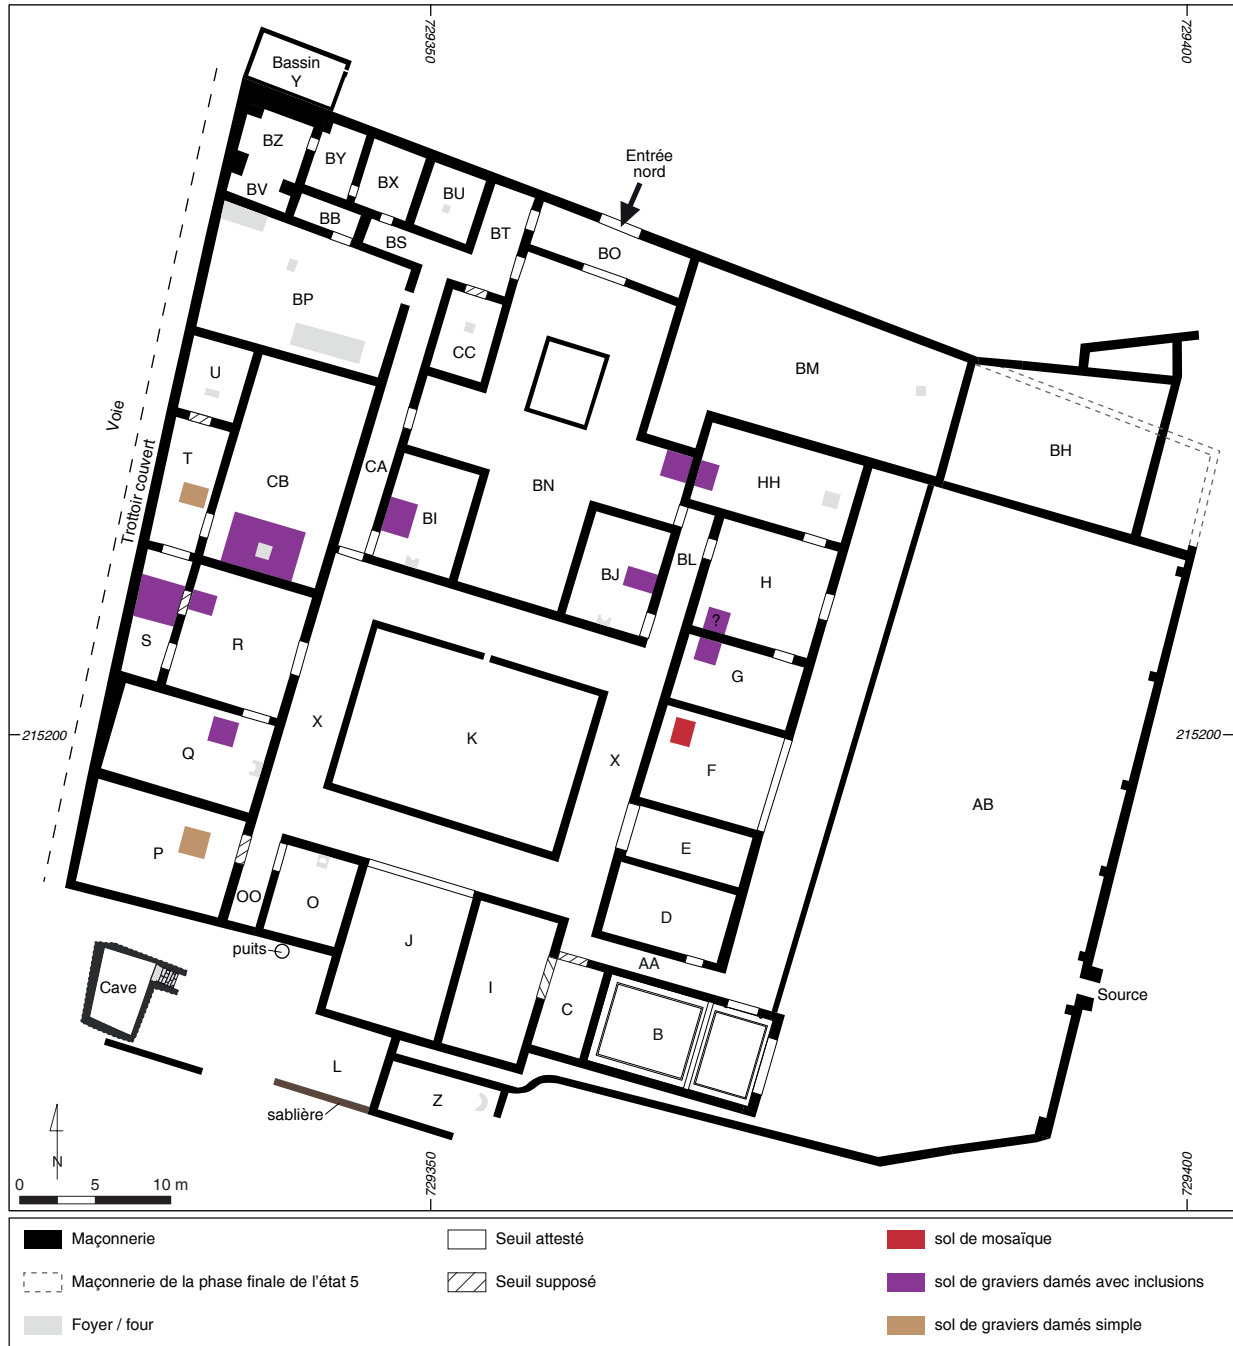 729350
729400
Bassin
Y
BZ
BY
BX
BU
BV
BB
BS
BT
Entrée
nord
BO
BP
CC
BM
U
BH
Voie
Trottoir couvert
T
CB
CA
BI
BN
HH
BJ
BL
H
?
S
R
G
215200
X
K
X
F
215200
Q
AB
P
E
OO
O
D
J
puits
AA
Cave
I
C
B
Source
L
Z
sablière
N
0 5 10 m
729350
729400
Maçonnerie
Maçonnerie de la phase finale de l'état 5
Foyer / four
Seuil attesté
Seuil supposé
sol de mosaïque
sol de graviers damés avec inclusions
sol de graviers damés simple